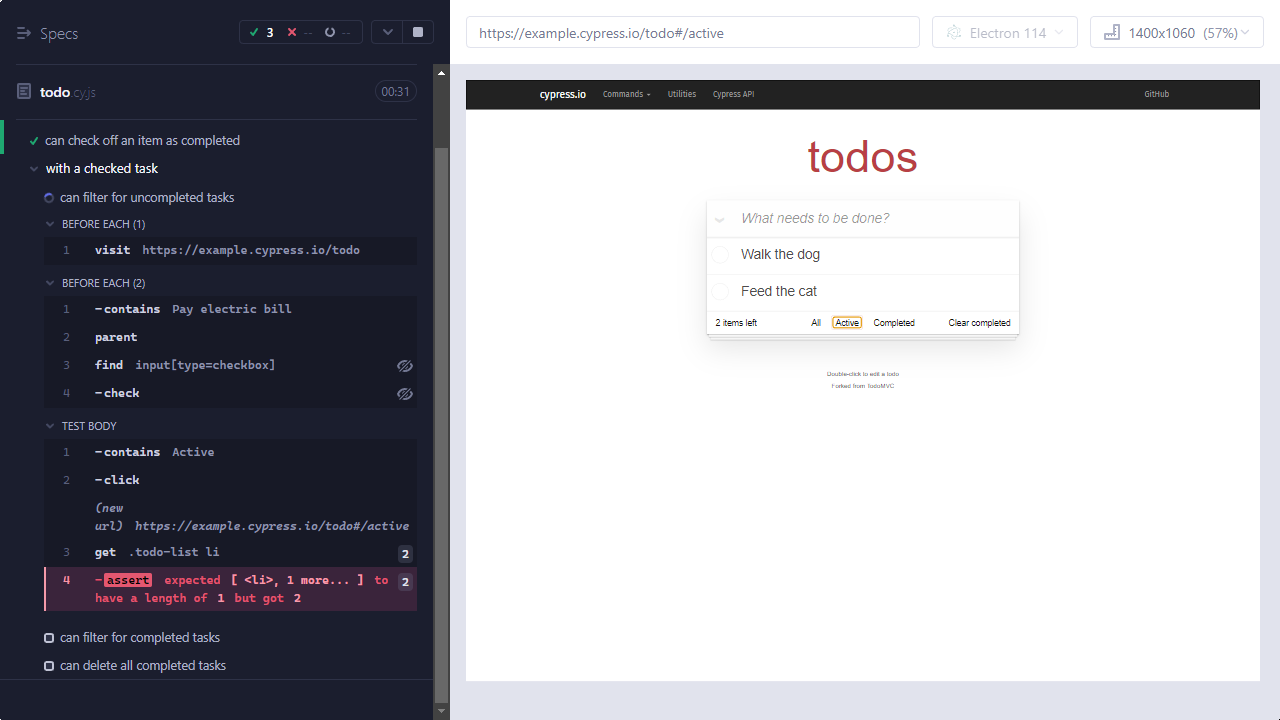 Specs
3 -- --
todo.cy.js 00:31
can check off an item as completed
with a checked task
can filter for uncompleted tasks
BEFORE EACH (1)
1 visit https://example.cypress.io/todo
BEFORE EACH (2)
1 -contains Pay electric bill
2 parent
3 find input[type=checkbox]
4 -check
TEST BODY
1 -contains Active
2 -click
(new
url) https://example.cypress.io/todo#/active
3 get .todo-list li 2
4 -assert expected [ <li>, 1 more... ] to 2
have a length of 1 but got 2
can filter for completed tasks
can delete all completed tasks
https://example.cypress.io/todo#/active
Electron 114
1400x1060 (57%)
cypress.io Commands Utilities Cypress API GitHub
todos
What needs to be done?
Walk the dog
Feed the cat
2 items left All Active Completed Clear completed
Double-click to edit a todo
Forked from TodoMVC